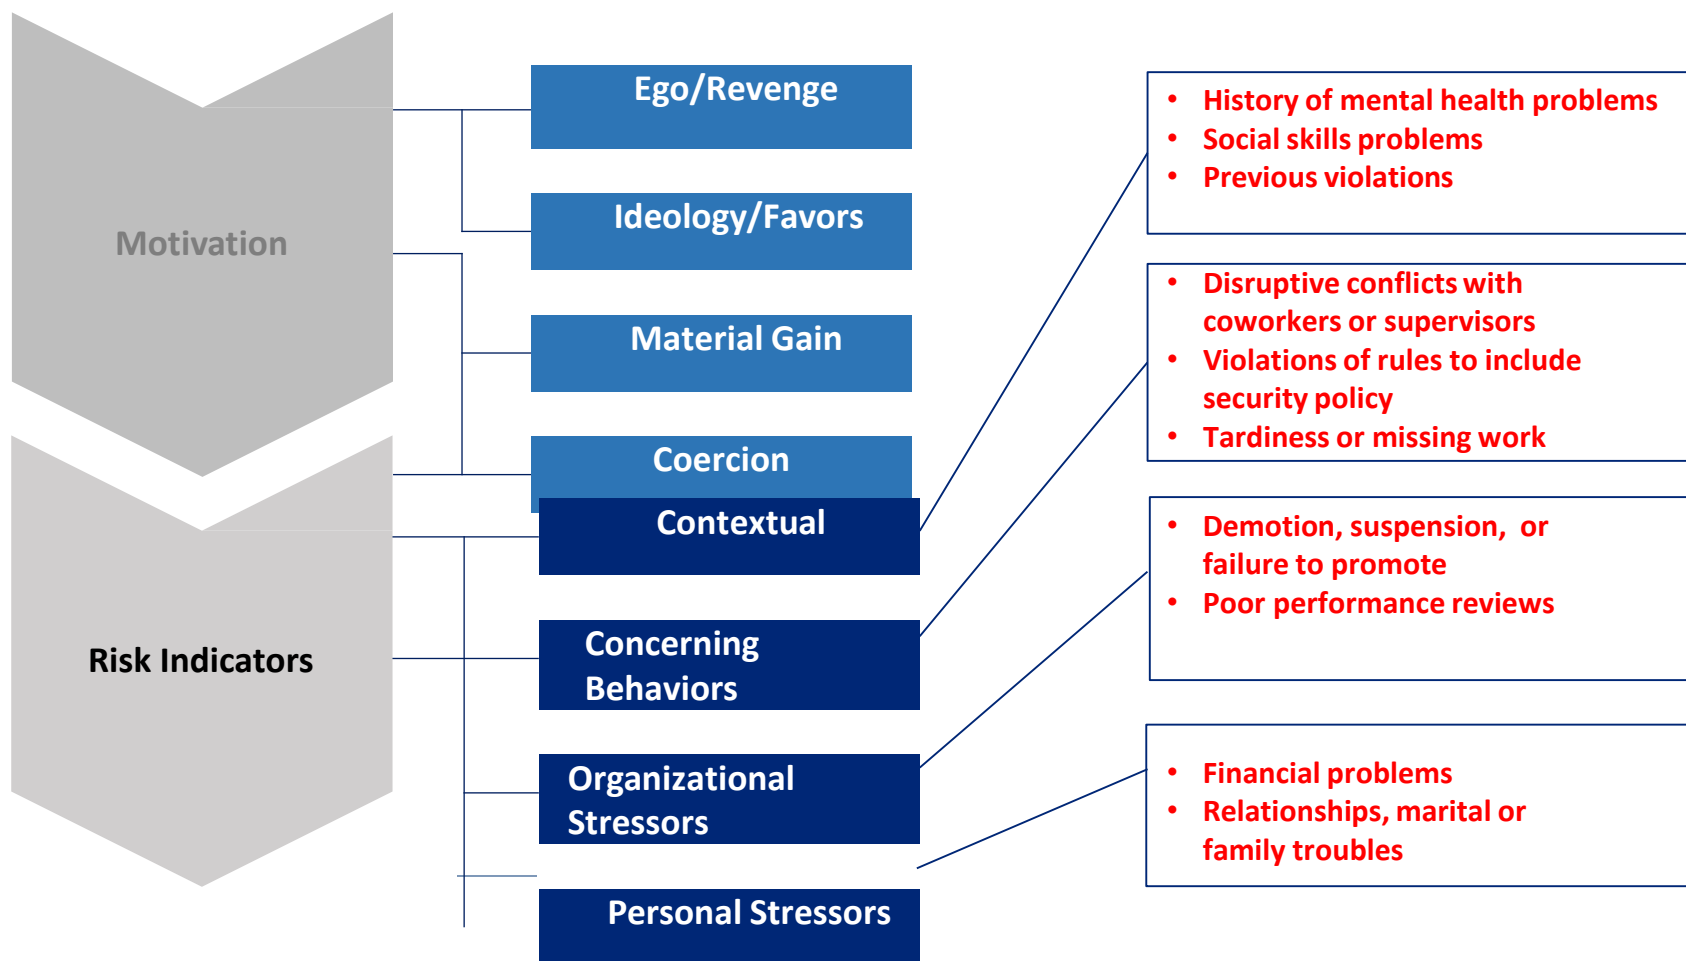 Motivation
Ego/Revenge
Ideology/Favors
Material Gain
Coercion
Risk Indicators
Contextual
Concerning
Behaviors
Organizational
Stressors
Personal Stressors
• History of mental health problems
• Social skills problems
• Previous violations
• Disruptive conflicts with
coworkers or supervisors
• Violations of rules to include
security policy
• Tardiness or missing work
• Demotion, suspension, or
failure to promote
• Poor performance reviews
• Financial problems
• Relationships, marital or
family troubles